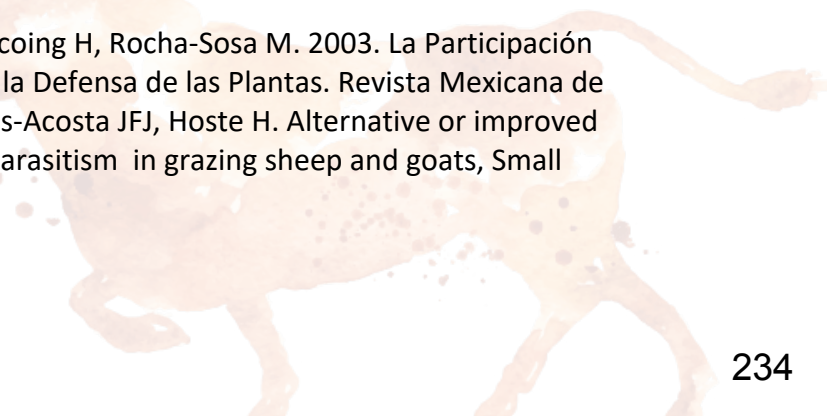 coing H, Rocha-Sosa M. 2003. La Participación
la Defensa de las Plantas. Revista Mexicana de
s-Acosta JFJ, Hoste H. Alternative or improved
arasitism in grazing sheep and goats, Small
234